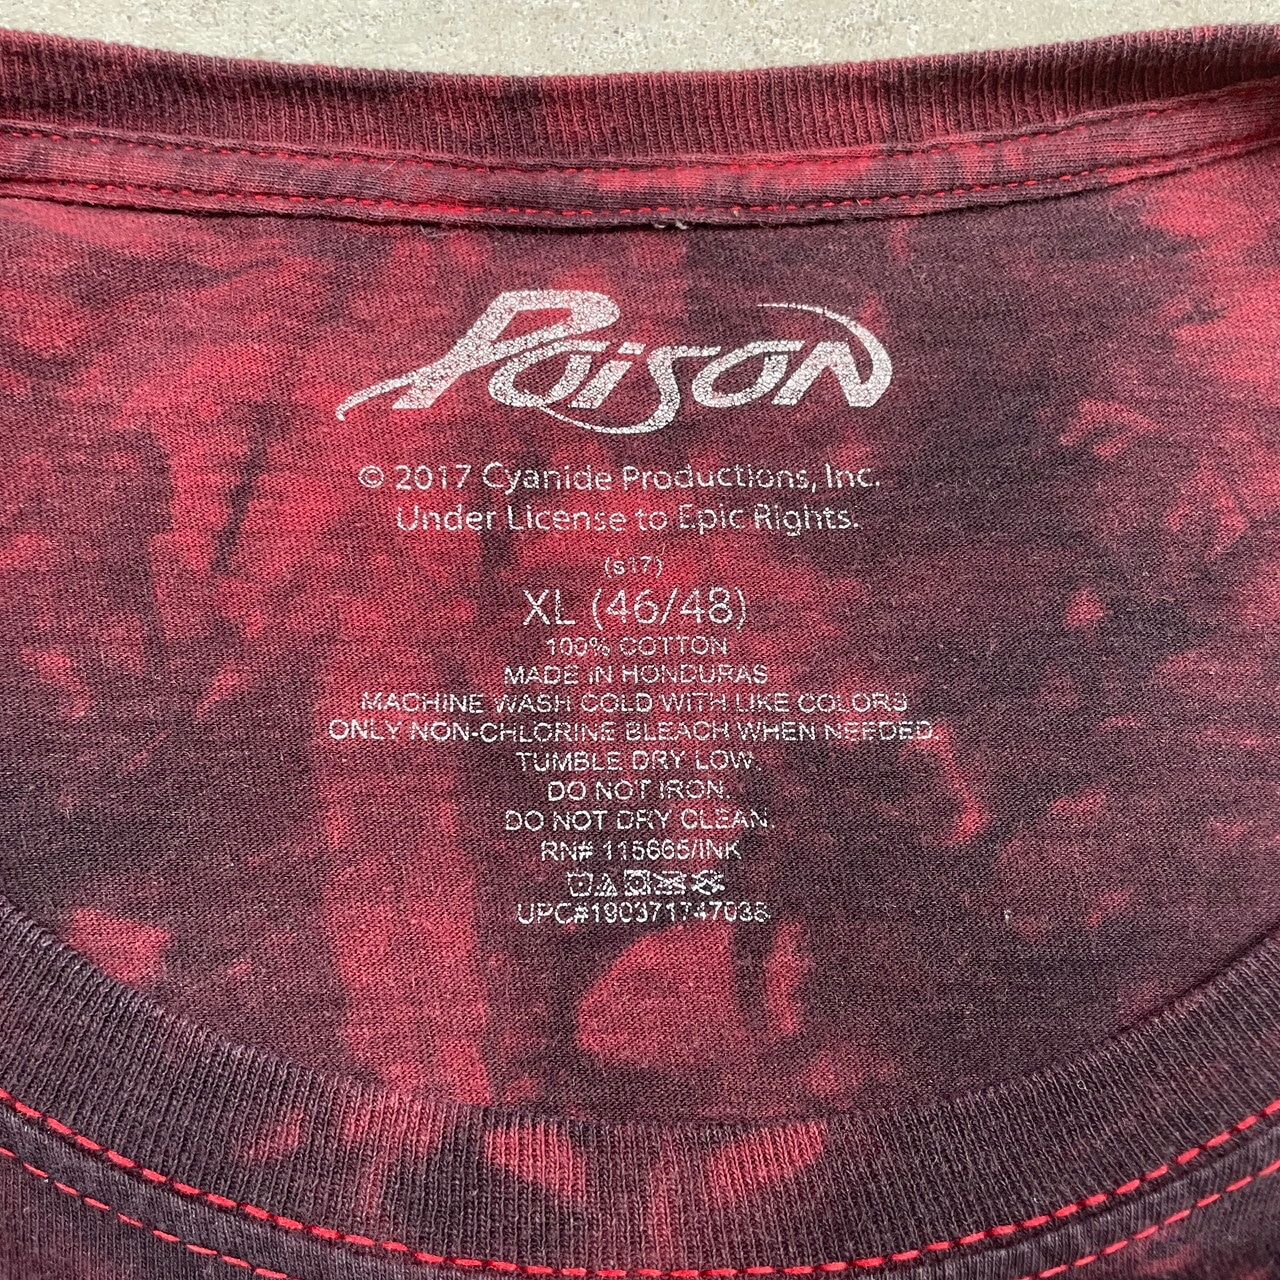 Poison
© 2017 Cyanide Productions, Inc.
Under License to Epic Rights.
(s17)
XL (46/48)
100% COTTON
MADE IN HONDURAS
MACHINE WASH COLD WITH LIKE COLORS
ONLY NON-CHLORINE BLEACH WHEN NEEDED.
TUMBLE DRY LOW.
DO NOT IRON.
DO NOT DRY CLEAN.
RN# 115665/INK
UPC#190371747038